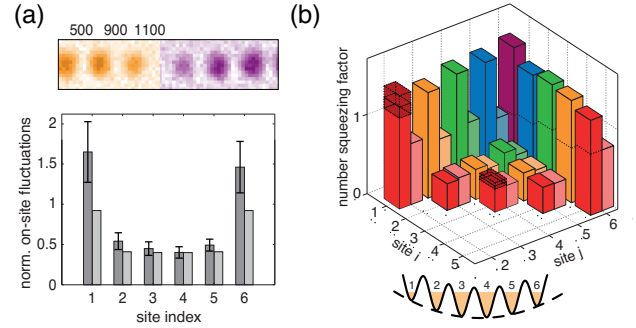 (a)
500 900 1100
2
1.5
1
0.5
0
norm. on-site fluctuations
1 2 3 4 5 6
site index
(b)
number squeezing factor
1
0
1
2
3
4
5
site i
2
3
4
5
6
site j
1 2 3 4 5 6